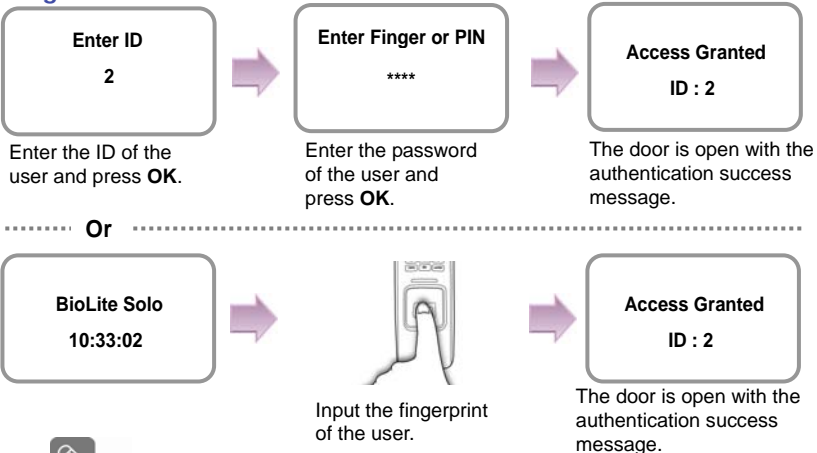 Enter ID
2
Enter Finger or PIN
****
Access Granted
ID : 2
Enter the ID of the
user and press OK.
Enter the password
of the user and
press OK.
The door is open with the
authentication success
message.
Or
BioLite Solo
10:33:02
Access Granted
ID : 2
Input the fingerprint
of the user.
The door is open with the
authentication success
message.